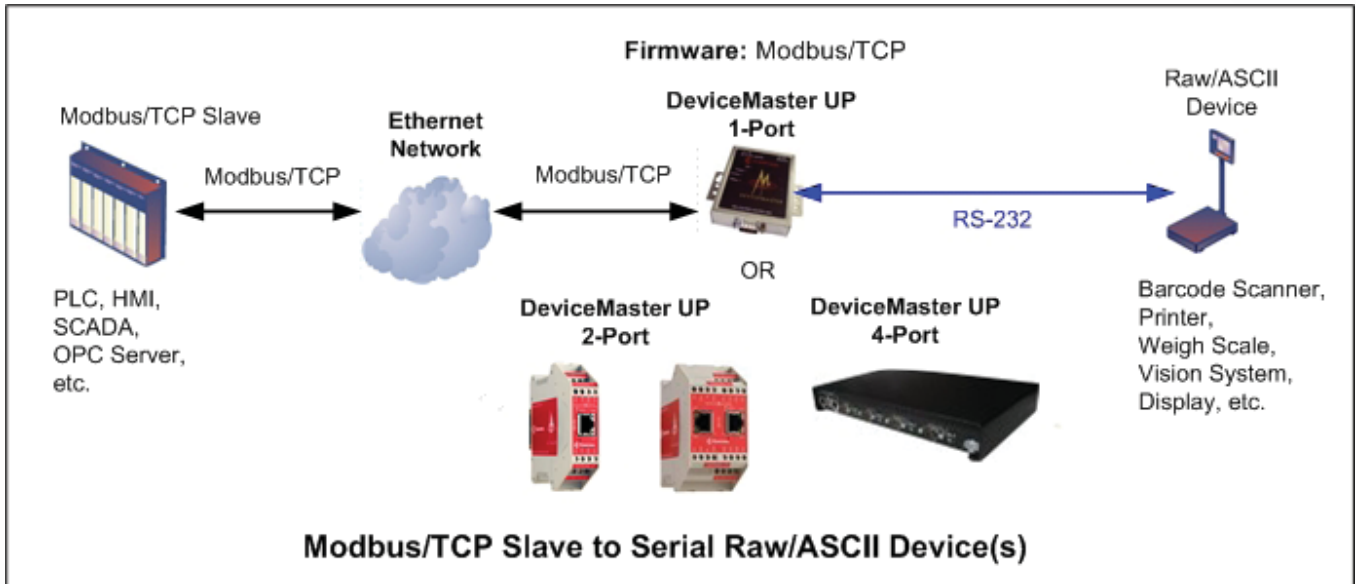 Firmware: Modbus/TCP
Modbus/TCP Slave
Modbus/TCP
Ethernet
Network
Modbus/TCP
DeviceMaster UP
1-Port
RS-232
Raw/ASCII
Device
PLC, HMI,
SCADA,
OPC Server,
etc.
OR
DeviceMaster UP
2-Port
DeviceMaster UP
4-Port
Barcode Scanner,
Printer,
Weigh Scale,
Vision System,
Display, etc.
Modbus/TCP Slave to Serial Raw/ASCII Device(s)